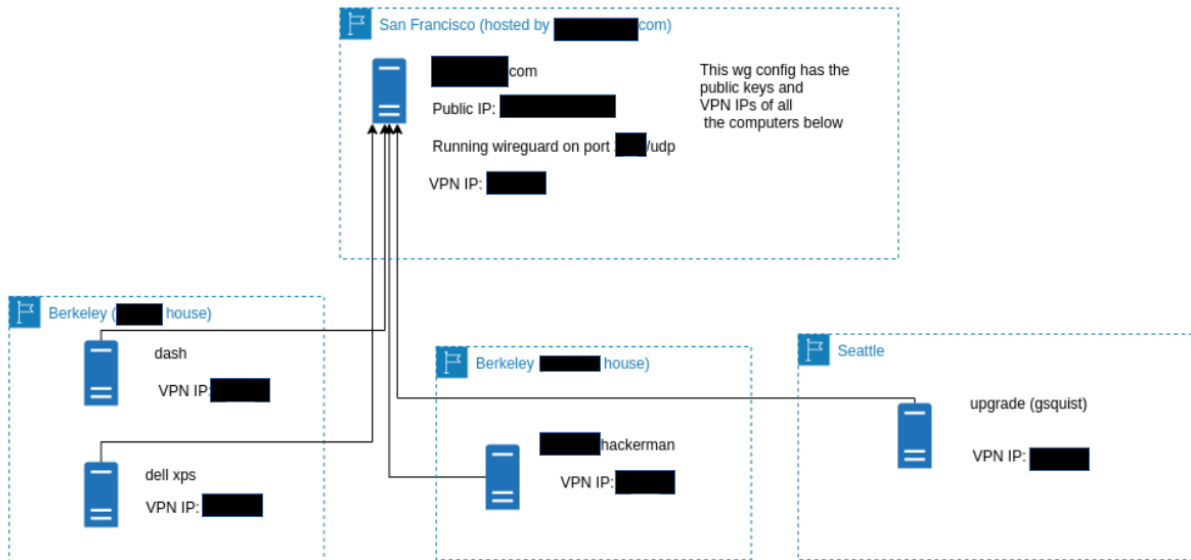 San Francisco (hosted by com)
com
Public IP:
Running wireguard on port /udp
VPN IP:
This wg config has the
public keys and
VPN IPs of all
the computers below
Berkeley ( house)
dash
VPN IP:
dell xps
VPN IP:
Berkeley house)
hackerman
VPN IP:
Seattle
upgrade (gsquist)
VPN IP: